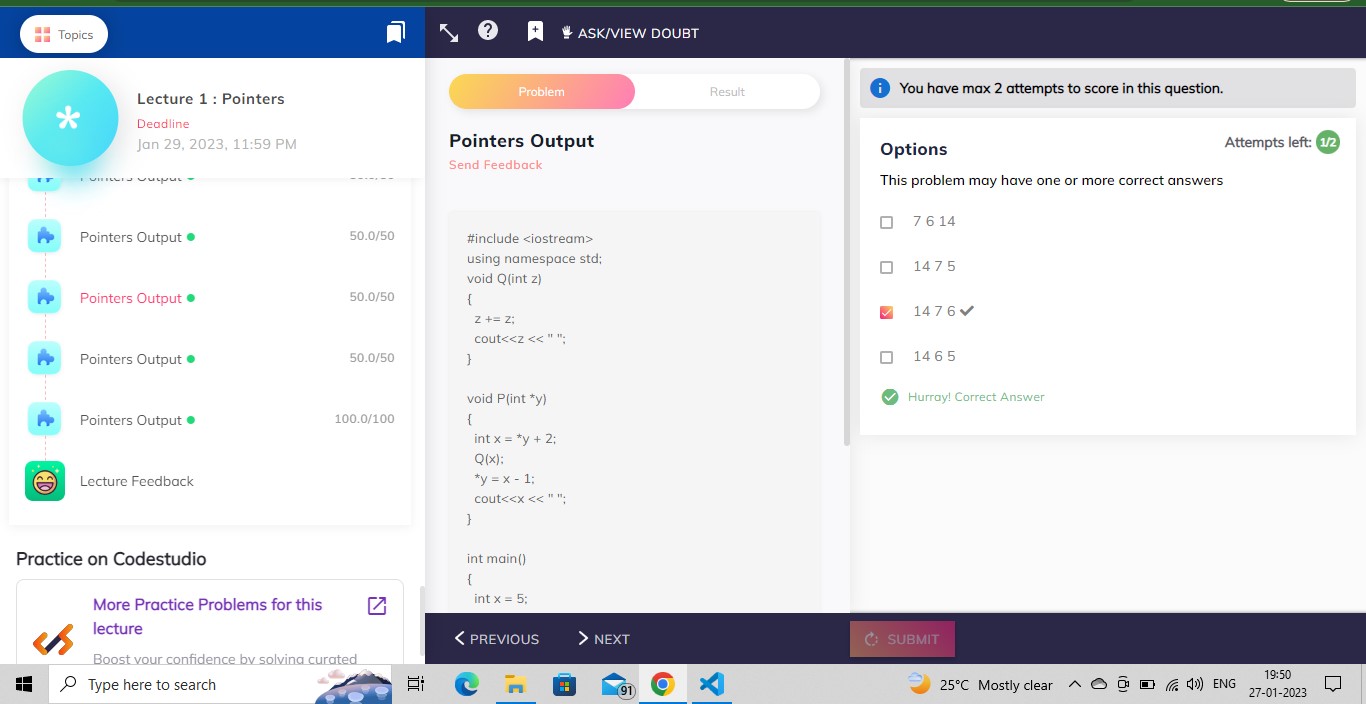 Topics
ASK/VIEW DOUBT
Lecture 1 : Pointers
Deadline
Jan 29, 2023, 11:59 PM
Pointers Output
Pointers Output 50.0/50
Pointers Output 50.0/50
Pointers Output 50.0/50
Pointers Output 100.0/100
Lecture Feedback
Practice on Codestudio
More Practice Problems for this
lecture
Boost your confidence by solving curated
Problem Result
Pointers Output
Send Feedback
#include <iostream>
using namespace std;
void Q(int z)
{
z += z;
cout<<z << " ";
}
void P(int *y)
{
int x = *y + 2;
Q(x);
*y = x - 1;
cout<<x << " ";
}
int main()
{
int x = 5;
PREVIOUS NEXT
You have max 2 attempts to score in this question.
Options
Attempts left: 1/2
This problem may have one or more correct answers
7 6 14
14 7 5
14 7 6
14 6 5
Hurray! Correct Answer
SUBMIT
Type here to search
91
25°C Mostly clear
ENG
19:50
27-01-2023